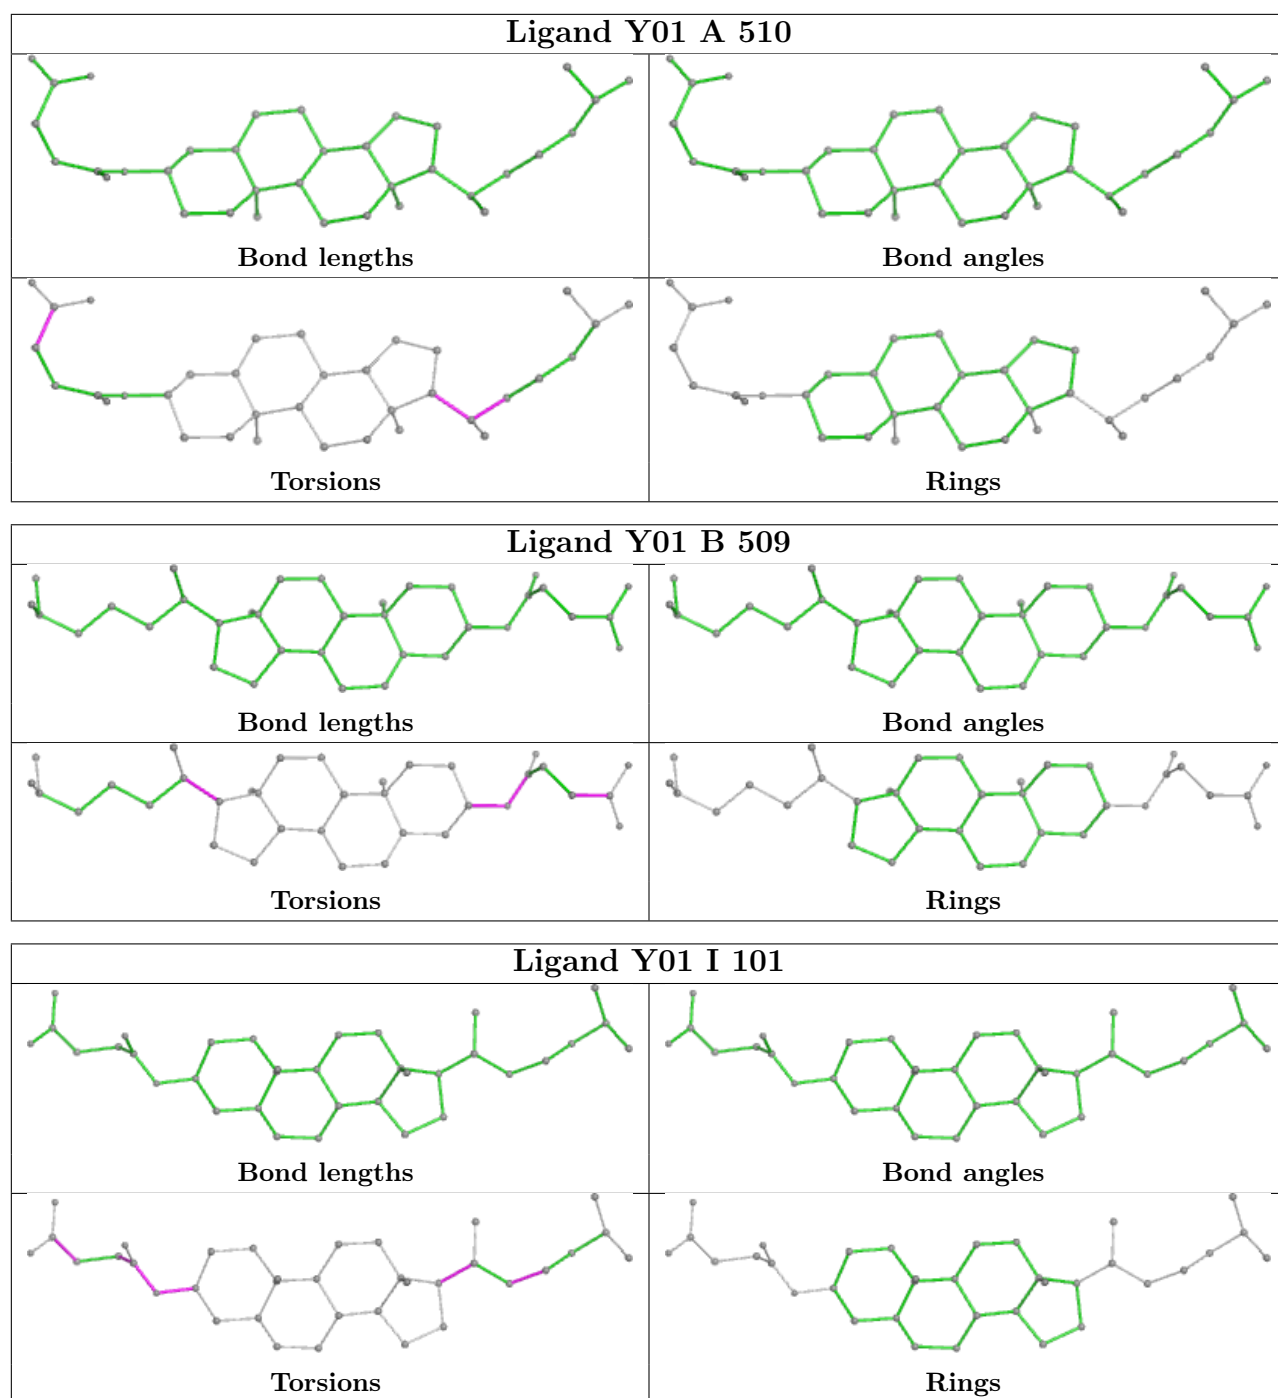 Ligand Y01 A 510
Bond lengths
Bond angles
Torsions
Rings
Ligand Y01 B 509
Bond lengths
Bond angles
Torsions
Rings
Ligand Y01 I 101
Bond lengths
Bond angles
Torsions
Rings